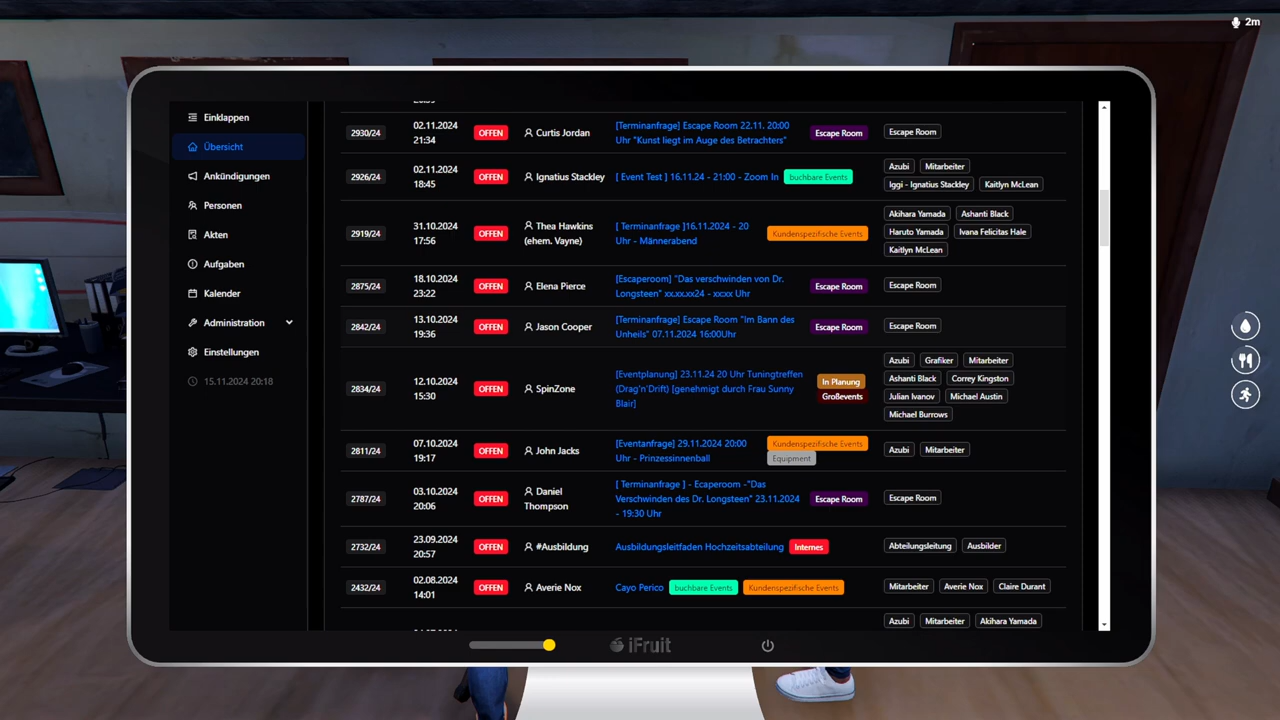 2m
Einklappen
Übersicht
Ankündigungen
Personen
Akten
Aufgaben
Kalender
Administration
Einstellungen
15.11.2024 20:18
2930/24
02.11.2024
21:34
OFFEN
Curtis Jordan
[Terminanfrage] Escape Room 22.11. 20:00
Uhr "Kunst liegt im Auge des Betrachters"
Escape Room
Escape Room
2926/24
02.11.2024
18:45
OFFEN
Ignatius Stackley
[ Event Test ] 16.11.24 - 21:00 - Zoom In
buchbare Events
Azubi Mitarbeiter
Iggi - Ignatius Stackley Kaitlyn McLean
2919/24
31.10.2024
17:56
OFFEN
Thea Hawkins
(ehem. Vayne)
[ Terminanfrage ]16.11.2024 - 20
Uhr - Männerabend
Kundenspezifische Events
Akihara Yamada Ashanti Black
Haruto Yamada Ivana Felicitas Hale
Kaitlyn McLean
2875/24
18.10.2024
23:22
OFFEN
Elena Pierce
[Escaperoom] "Das verschwinden von Dr.
Longsteen" xx.xx.xx24 - xx:xx Uhr
Escape Room
Escape Room
2842/24
13.10.2024
19:36
OFFEN
Jason Cooper
[Terminanfrage] Escape Room "Im Bann des
Unheils" 07.11.2024 16:00Uhr
Escape Room
Escape Room
2834/24
12.10.2024
15:30
OFFEN
SpinZone
[Eventplanung] 23.11.24 20 Uhr Tuningtreffen
(Drag'n'Drift) [genehmigt durch Frau Sunny
Blair]
In Planung
Großevents
Azubi Grafiker Mitarbeiter
Ashanti Black Correy Kingston
Julian Ivanov Michael Austin
Michael Burrows
2811/24
07.10.2024
19:17
OFFEN
John Jacks
[Eventanfrage] 29.11.2024 20:00
Uhr - Prinzessinnenball
Kundenspezifische Events
Equipment
Azubi Mitarbeiter
2787/24
03.10.2024
20:06
OFFEN
Daniel
Thompson
[ Terminanfrage ] - Ecaperoom -"Das
Verschwinden des Dr. Longsteen" 23.11.2024
- 19:30 Uhr
Escape Room
Escape Room
2732/24
23.09.2024
20:57
OFFEN
#Ausbildung
Ausbildungsleitfaden Hochzeitsabteilung
Internes
Abteilungsleitung Ausbilder
2432/24
02.08.2024
14:01
OFFEN
Averie Nox
Cayo Perico
buchbare Events
Kundenspezifische Events
Mitarbeiter Averie Nox Claire Durant
Azubi Mitarbeiter Akihara Yamada
iFruit